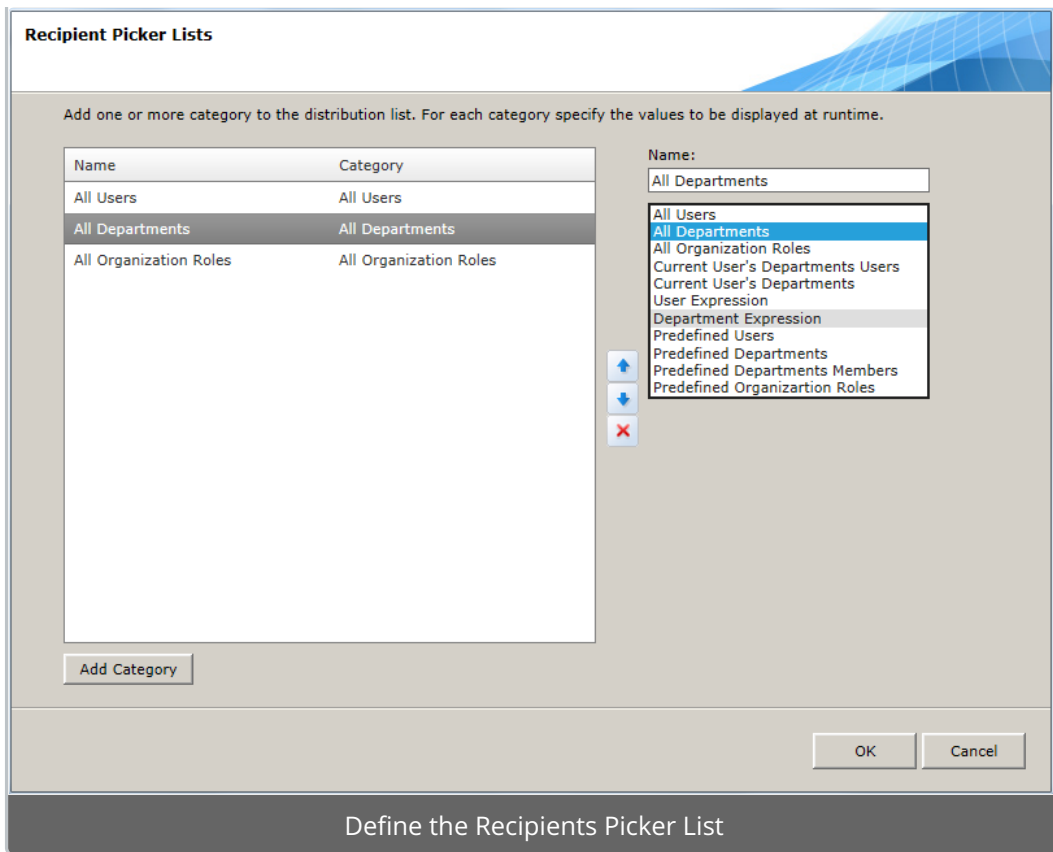 Recipient Picker Lists
Add one or more category to the distribution list. For each category specify the values to be displayed at runtime.
Name Category
All Users All Users
All Departments All Departments
All Organization Roles All Organization Roles
Name:
All Departments
All Users
All Departments
All Organization Roles
Current User's Departments Users
Current User's Departments
User Expression
Department Expression
Predefined Users
Predefined Departments
Predefined Departments Members
Predefined Organizartion Roles
Add Category
OK Cancel
Define the Recipients Picker List